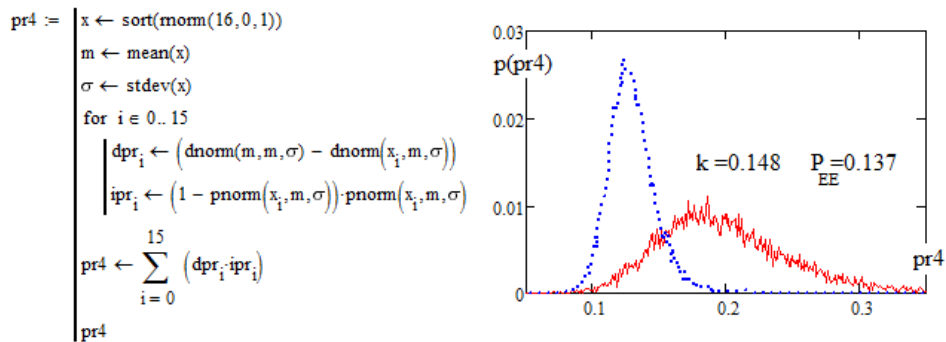 pr4 := x ← sort(rnorm(16,0,1))
m ← mean(x)
σ ← stdev(x)
for i ∈ 0..15
dpr_i ← (dnorm(m,m,σ) − dnorm(x_i,m,σ))
ipr_i ← (1 − pnorm(x_i,m,σ))·pnorm(x_i,m,σ)
15
pr4 ← ∑ (dpr_i·ipr_i)
i = 0
pr4
0.03
p(pr4)
0.02
k =0.148 P_EE=0.137
0.01
pr4
0
0.1 0.2 0.3